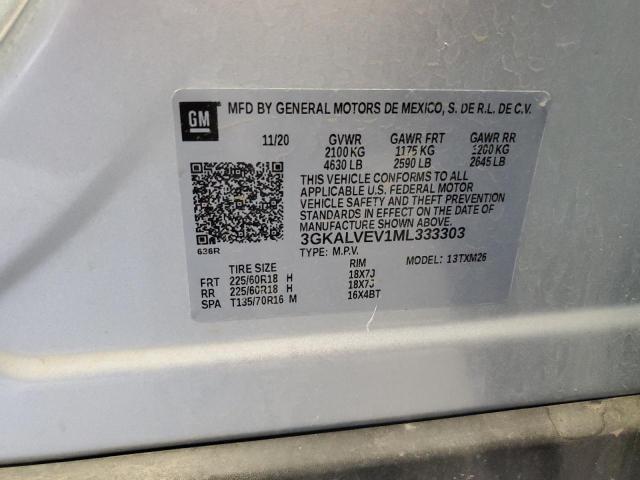 GM
MFD BY GENERAL MOTORS DE MEXICO, S. DE R.L. DE C.V.
11/20 GVWR GAWR FRT GAWR RR
2100 KG 1175 KG 1200 KG
4630 LB 2590 LB 2645 LB
THIS VEHICLE CONFORMS TO ALL
APPLICABLE U.S. FEDERAL MOTOR
VEHICLE SAFETY AND BUMPER
STANDARDS IN EFFECT ON THE DATE OF
MANUFACTURE SHOWN ABOVE.
3GKALVEV1ML333303
636R
TYPE: M.P.V. MODEL: 13TXM26
TIRE SIZE RIM
FRT 225/60R18 H 18X7J
RR 225/60R18 H 18X7J
SPA T135/70R16 M 16X4BT